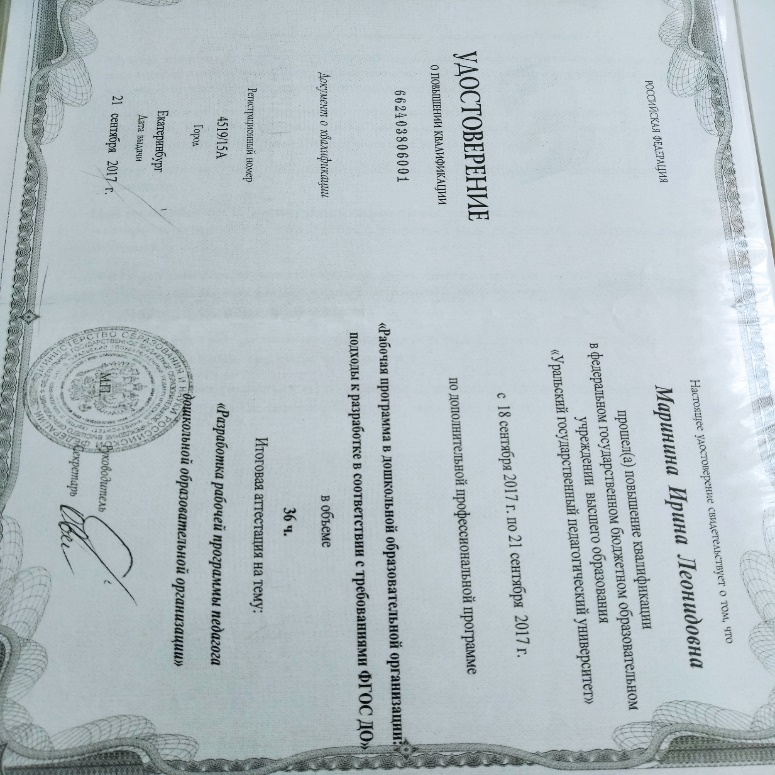 РОССИЙСКАЯ ФЕДЕРАЦИЯ
УДОСТОВЕРЕНИЕ
О ПОВЫШЕНИИ КВАЛИФИКАЦИИ
662403806001
Документ о квалификации
Регистрационный номер
4519/15А
Город
Екатеринбург
Дата выдачи
21 сентября 2017 г.
Настоящее удостоверение свидетельствует о том, что
Маринина Ирина Леонидовна
прошел(а) повышение квалификации
в федеральном государственном бюджетном образовательном
учреждении высшего образования
«Уральский государственный педагогический университет»
с 18 сентября 2017 г. по 21 сентября 2017 г.
по дополнительной профессиональной программе
«Рабочая программа в дошкольной образовательной организации:
подходы к разработке в соответствии с требованиями ФГОС ДО»
в объеме
36 ч.
Итоговая аттестация на тему:
«Разработка рабочей программы педагога
дошкольной образовательной организации»
М.П.
Руководитель
Секретарь